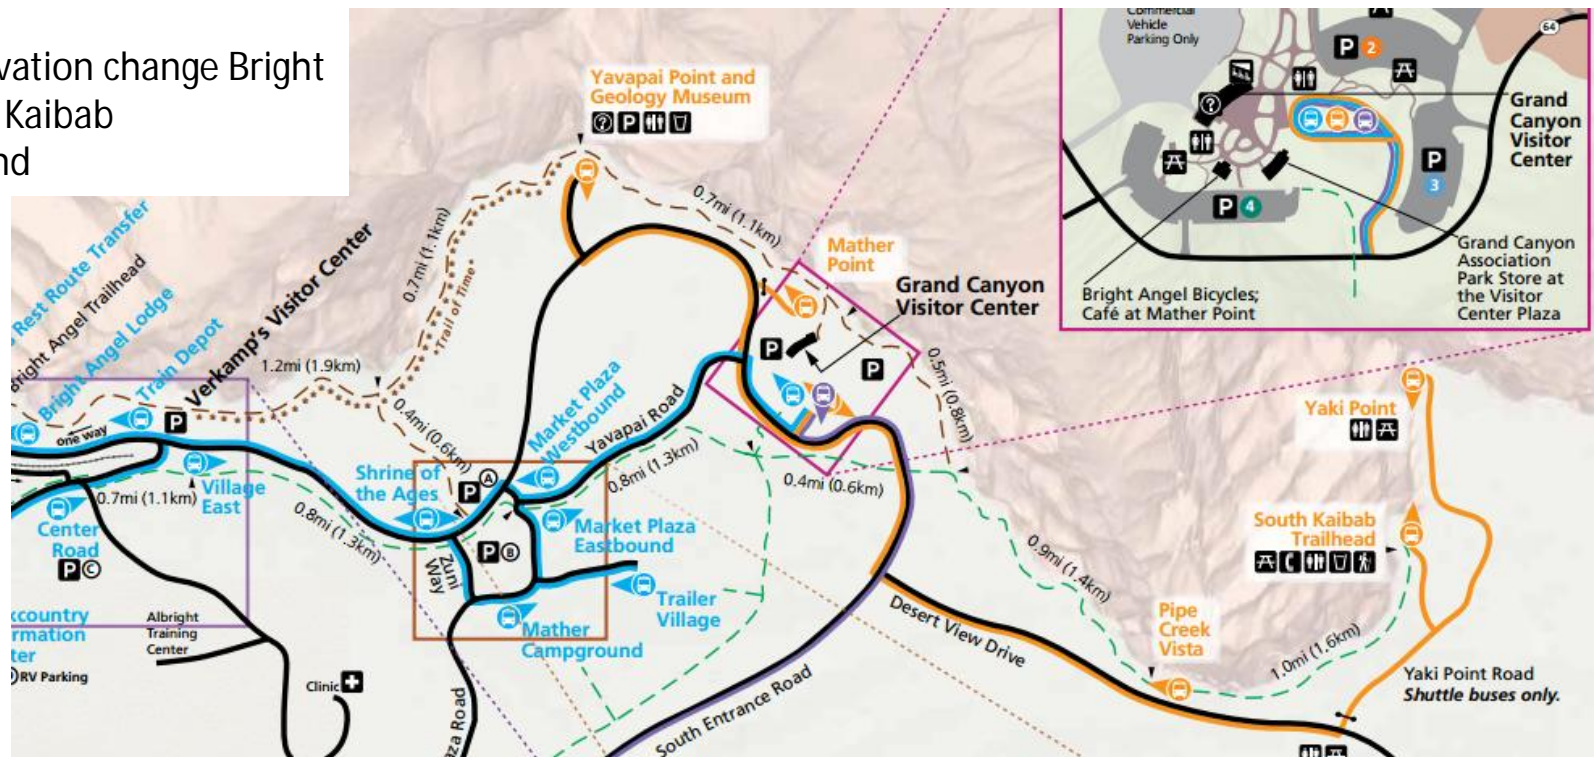 vation change Bright
Kaibab
nd
Yavapai Point and
Geology Museum
? P
0.7mi (1.1km)
0.7mi (1.1km)
Trail of Time
Mather
Point
Grand Canyon
Visitor Center
P
P
0.5mi (0.8km)
Rest Route Transfer
Bright Angel Trailhead
Bright Angel Lodge
Train Depot
Verkamp's Visitor Center
1.2mi (1.9km)
P
one way
0.4mi (0.6km)
Market Plaza
Westbound
Yavapai Road
0.8mi (1.3km)
0.4mi (0.6km)
Shrine of
the Ages
P A
Village
East
0.7mi (1.1km)
0.8mi (1.3km)
Center
Road
P C
P B
Market Plaza
Eastbound
Zuni
Way
Trailer
Village
Mather
Campground
Albright
Training
Center
RV Parking
Clinic
South Entrance Road
Desert View Drive
0.9mi (1.4km)
Pipe
Creek
Vista
1.0mi (1.6km)
South Kaibab
Trailhead
Yaki Point
Yaki Point Road
Shuttle buses only.
Commercial
Vehicle
Parking Only
P 2
64
?
Grand
Canyon
Visitor
Center
P 3
P 4
Bright Angel Bicycles;
Café at Mather Point
Grand Canyon
Association
Park Store at
the Visitor
Center Plaza